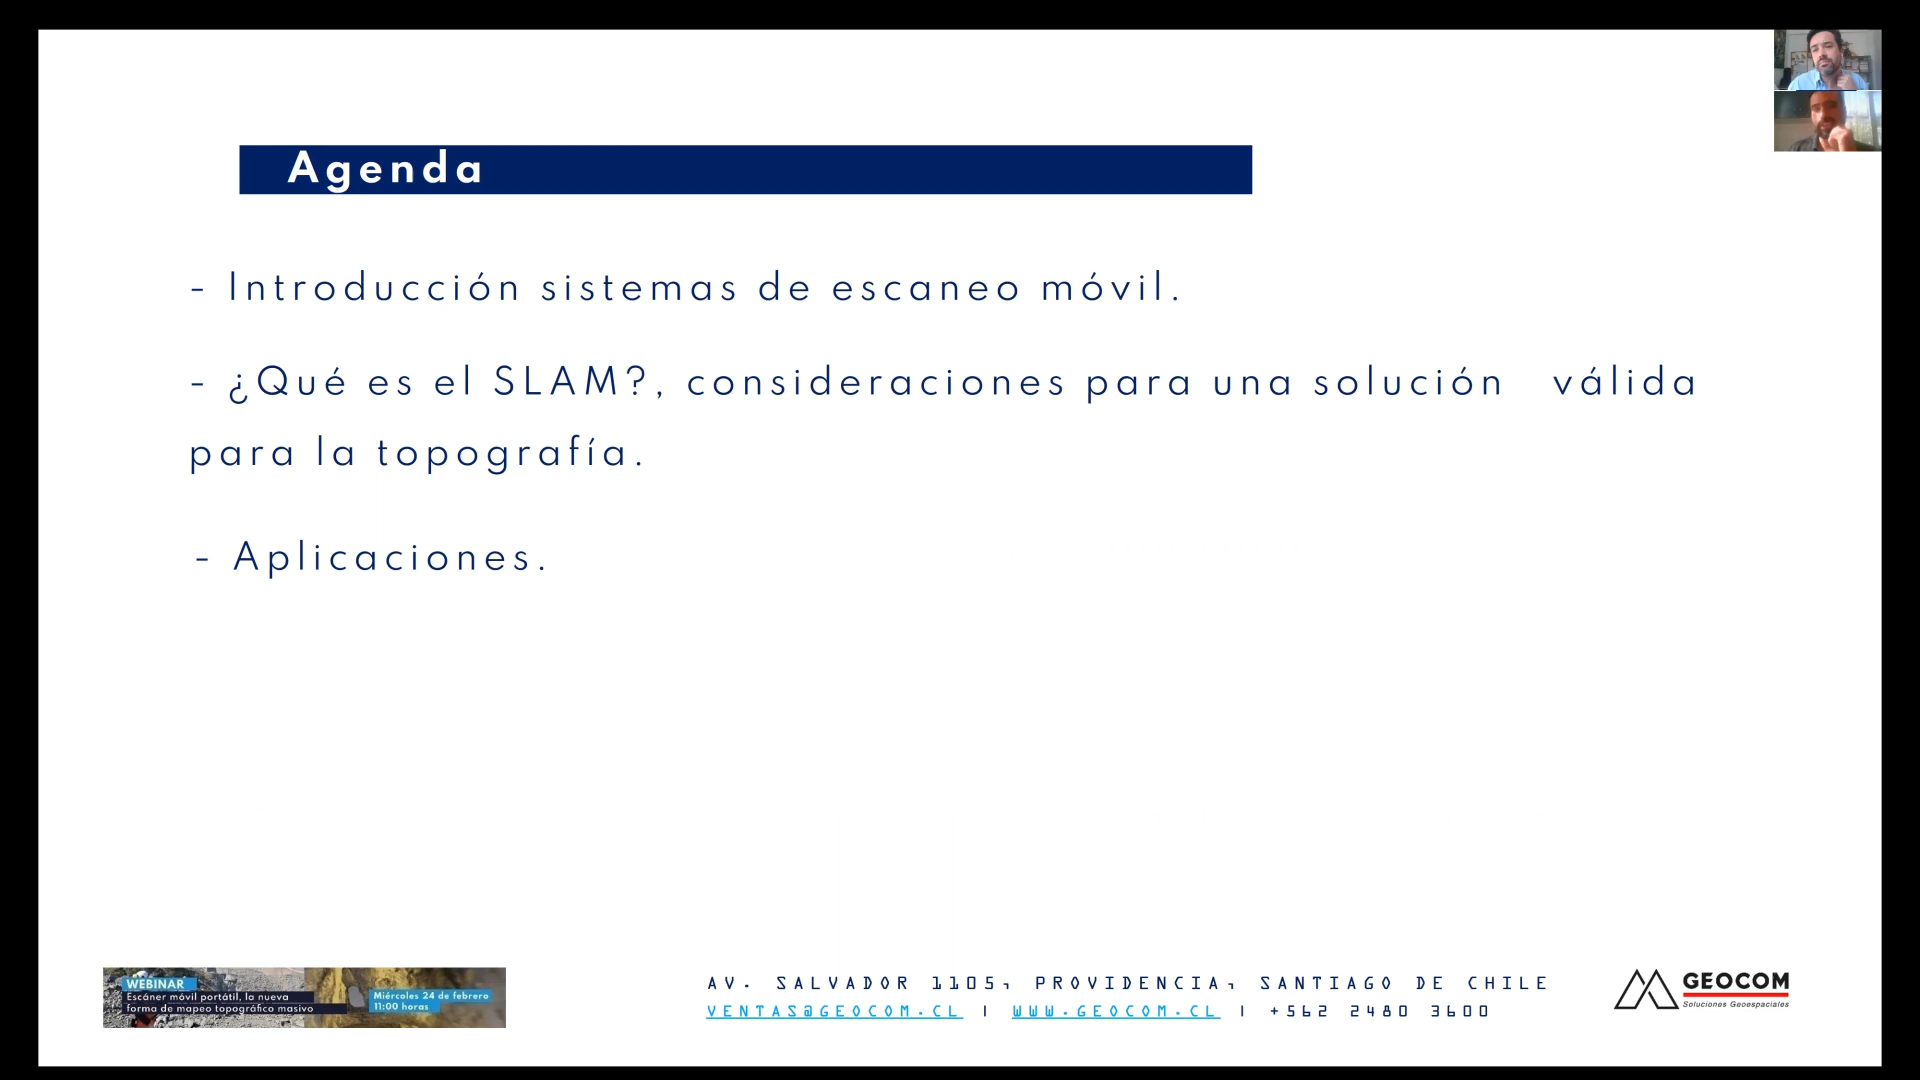 Agenda
- Introducción sistemas de escaneo móvil.
- ¿Qué es el SLAM?, consideraciones para una solución válida
para la topografía.
- Aplicaciones.
WEBINAR
Escáner móvil portátil, la nueva
forma de mapeo topográfico masivo
Miércoles 24 de febrero
11:00 horas
AV. SALVADOR 1105, PROVIDENCIA, SANTIAGO DE CHILE
VENTAS@GEOCOM.CL | WWW.GEOCOM.CL | +562 2480 3600
GEOCOM
Soluciones Geoespaciales